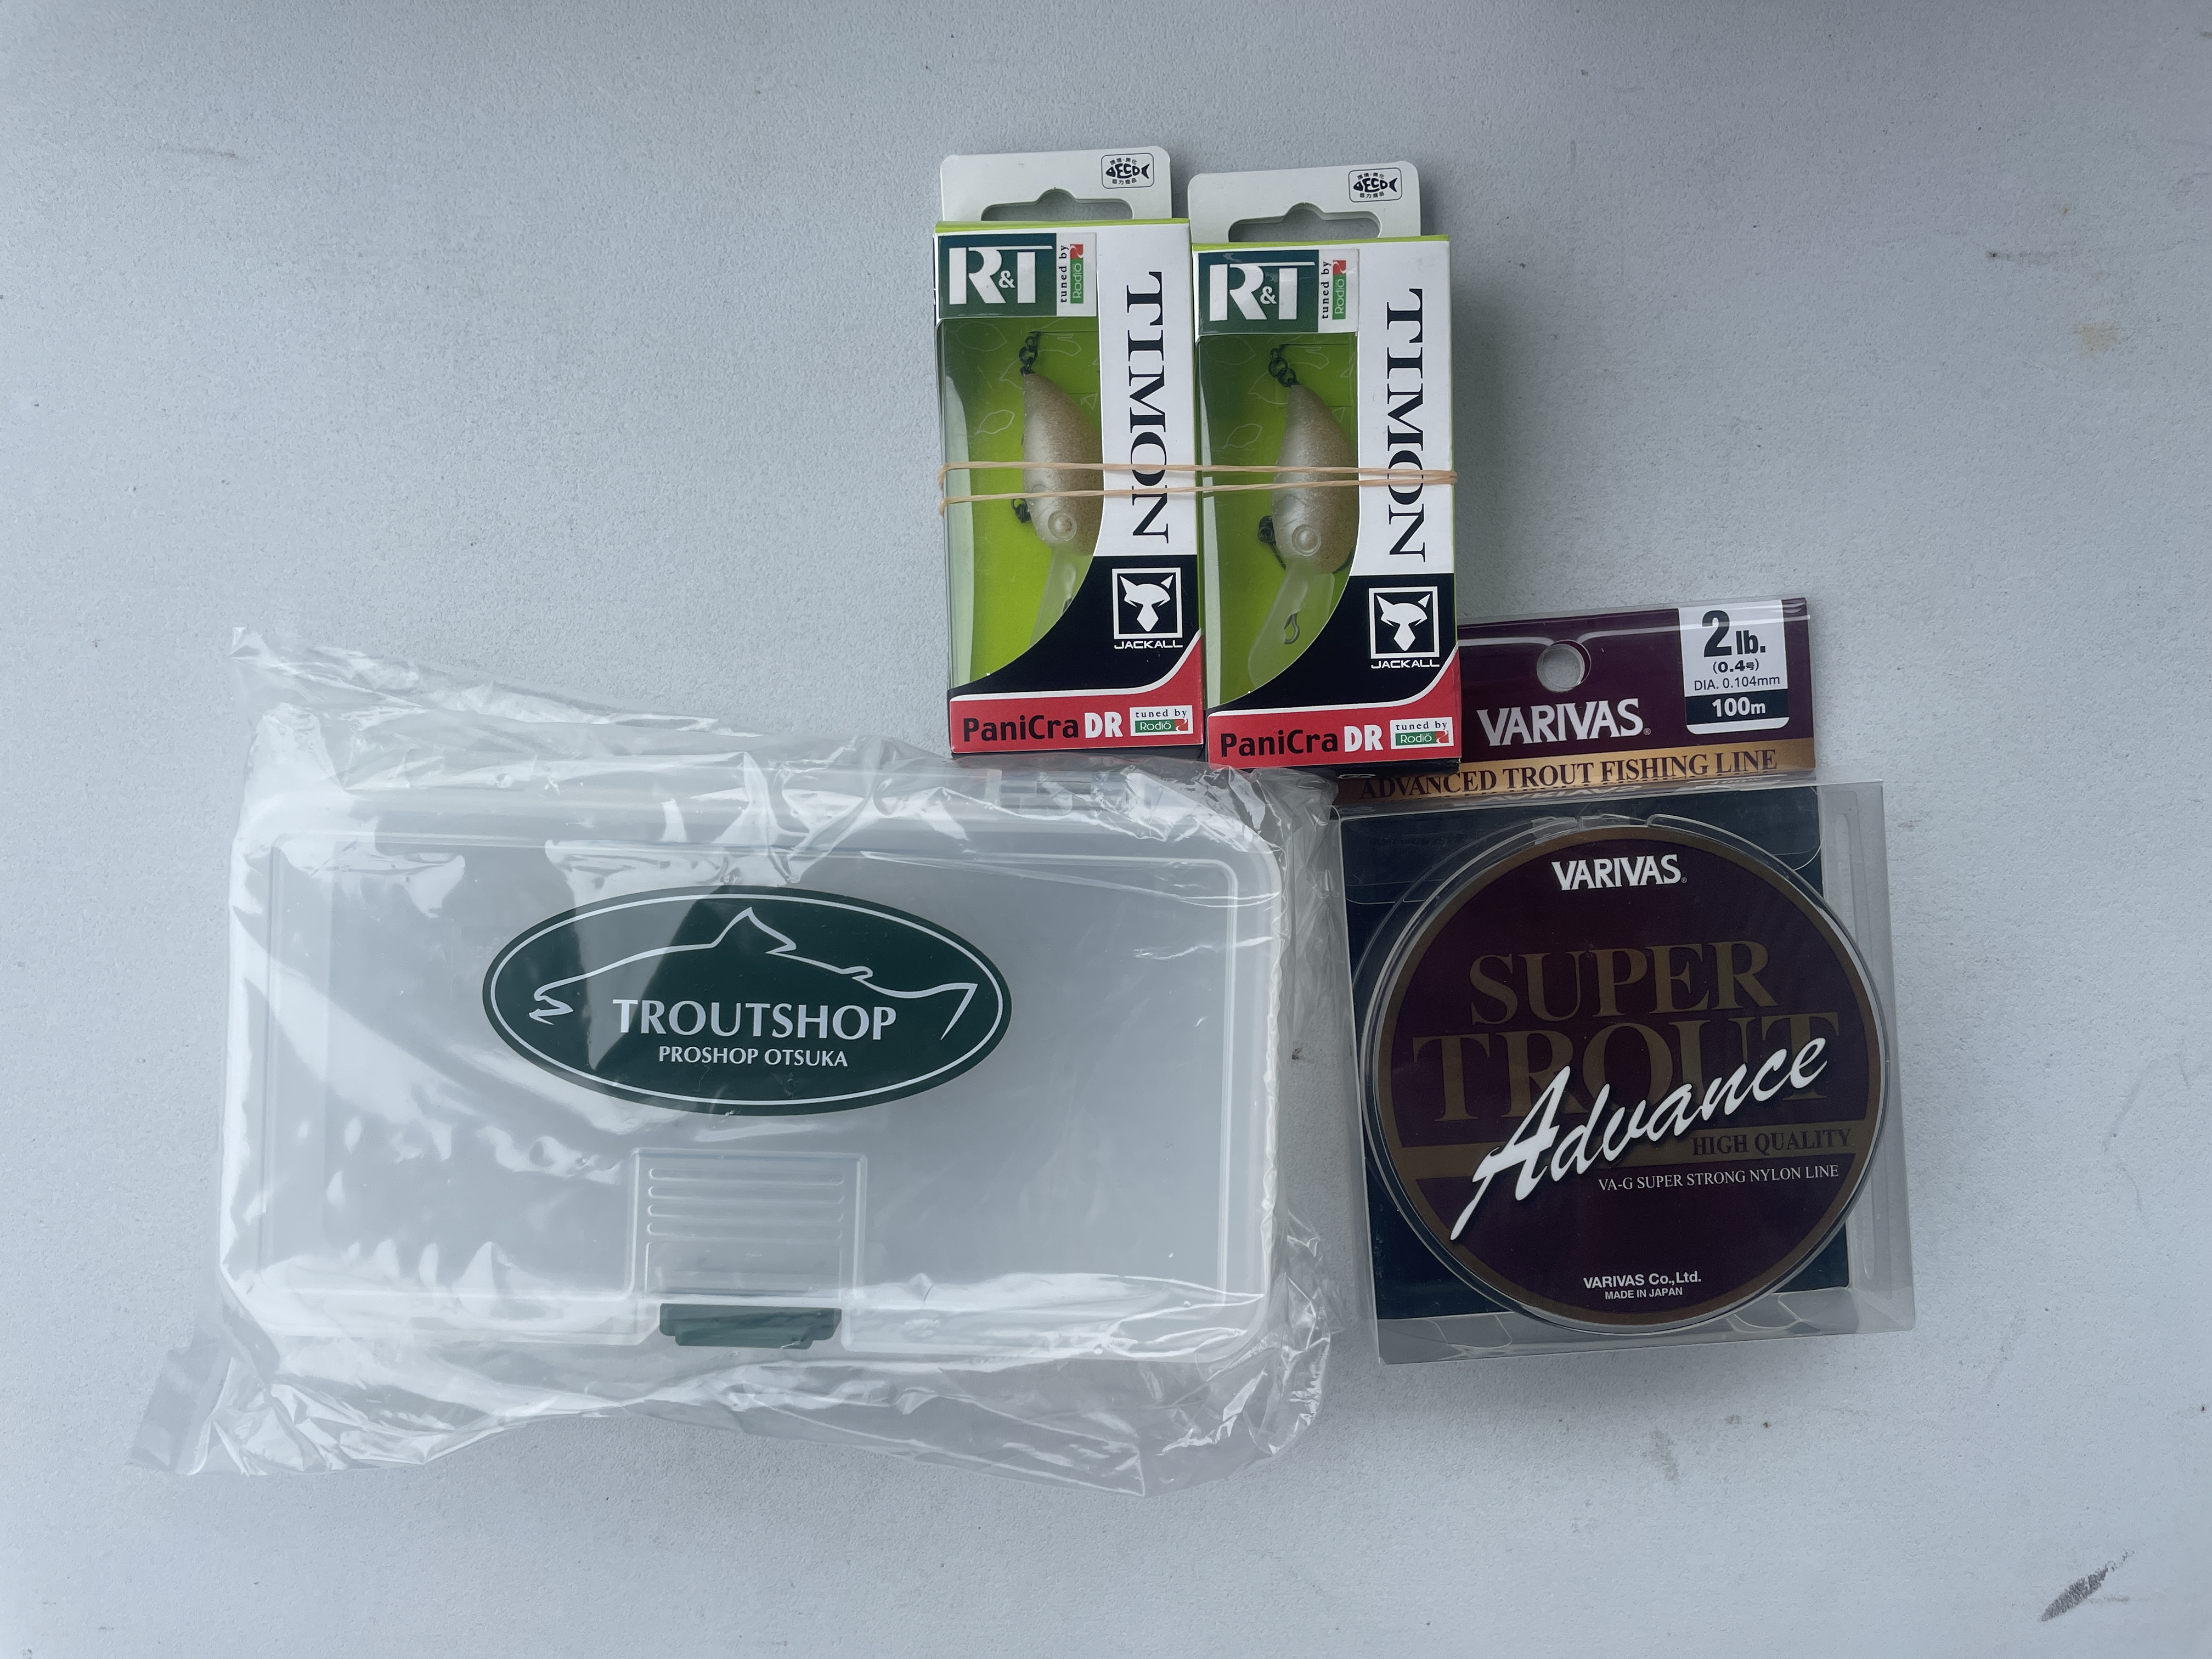 R&T
tuned by
Rodio
TIMON
JACKALL
PaniCra DR
tuned by
Rodio
R&T
tuned by
Rodio
TIMON
JACKALL
PaniCra DR
tuned by
Rodio
ECO
ECO
2lb.
(0.4号)
DIA. 0.104mm
100m
VARIVAS®
ADVANCED TROUT FISHING LINE
VARIVAS®
SUPER
TROUT
Advance
HIGH QUALITY
VA-G SUPER STRONG NYLON LINE
VARIVAS Co.,Ltd.
MADE IN JAPAN
TROUTSHOP
PROSHOP OTSUKA